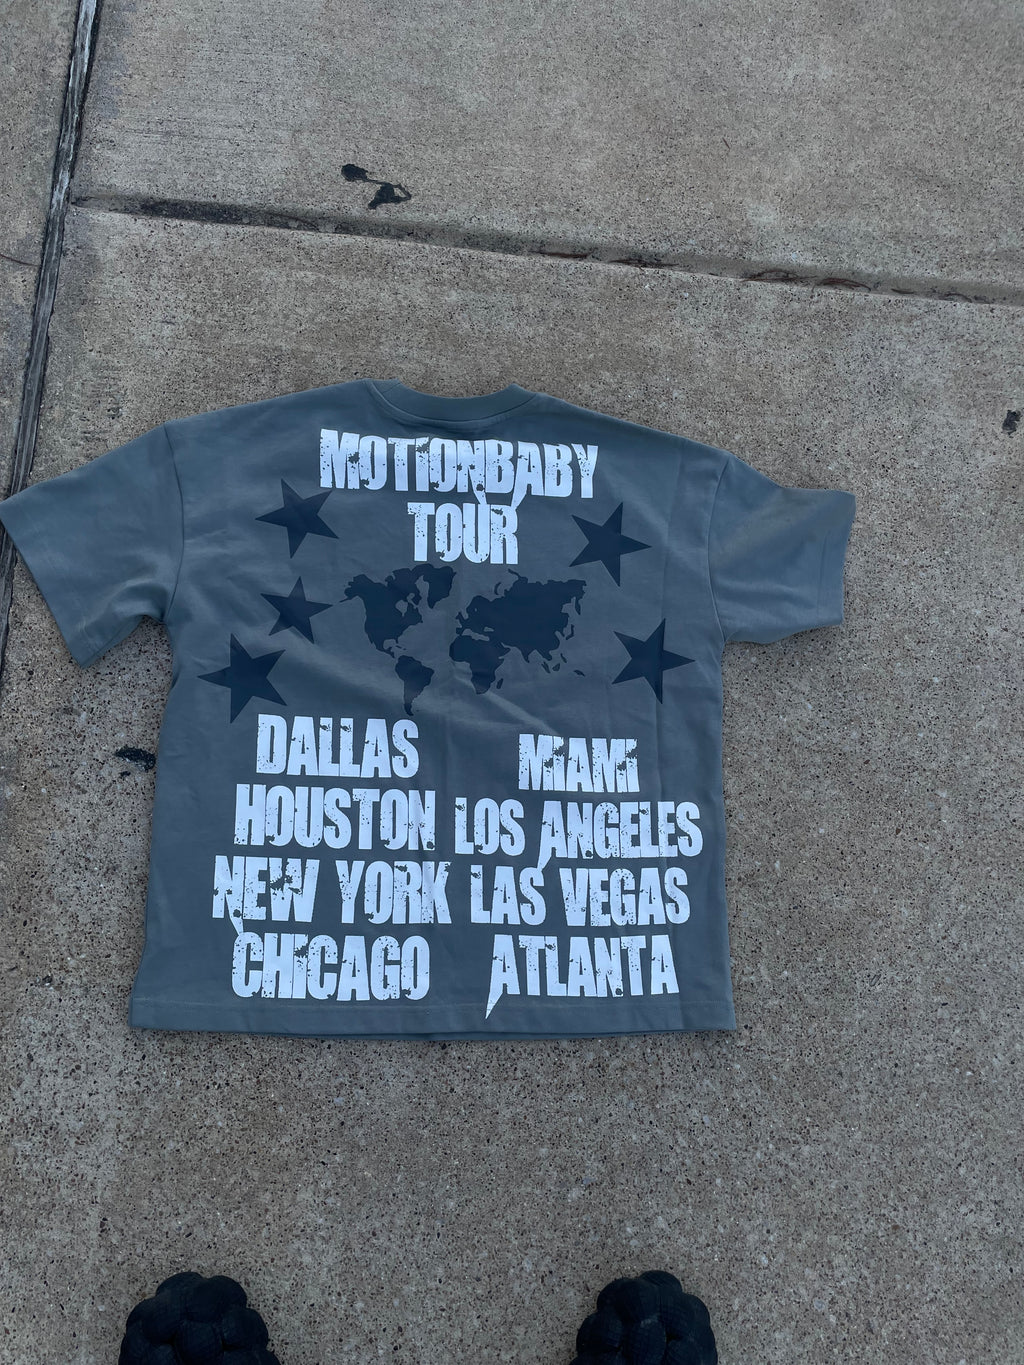 MOTIONBABY
TOUR
DALLAS
MIAMI
HOUSTON LOS ANGELES
NEW YORK LAS VEGAS
CHICAGO ATLANTA